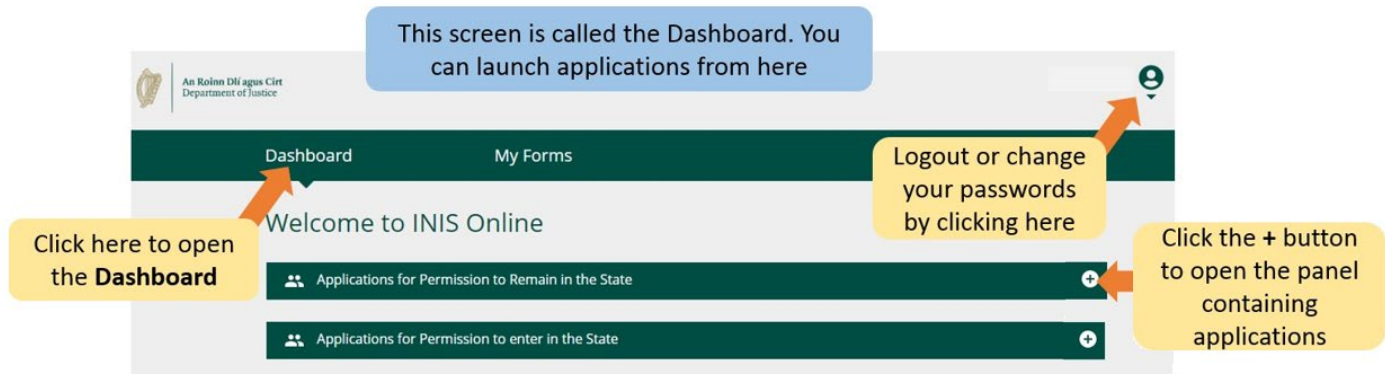 This screen is called the Dashboard. You
can launch applications from here
An Roinn Dlí agus Cirt
Department of Justice
Dashboard
My Forms
Logout or change
your passwords
by clicking here
Click here to open
the Dashboard
Welcome to INIS Online
Click the + button
to open the panel
containing
applications
Applications for Permission to Remain in the State
Applications for Permission to enter in the State